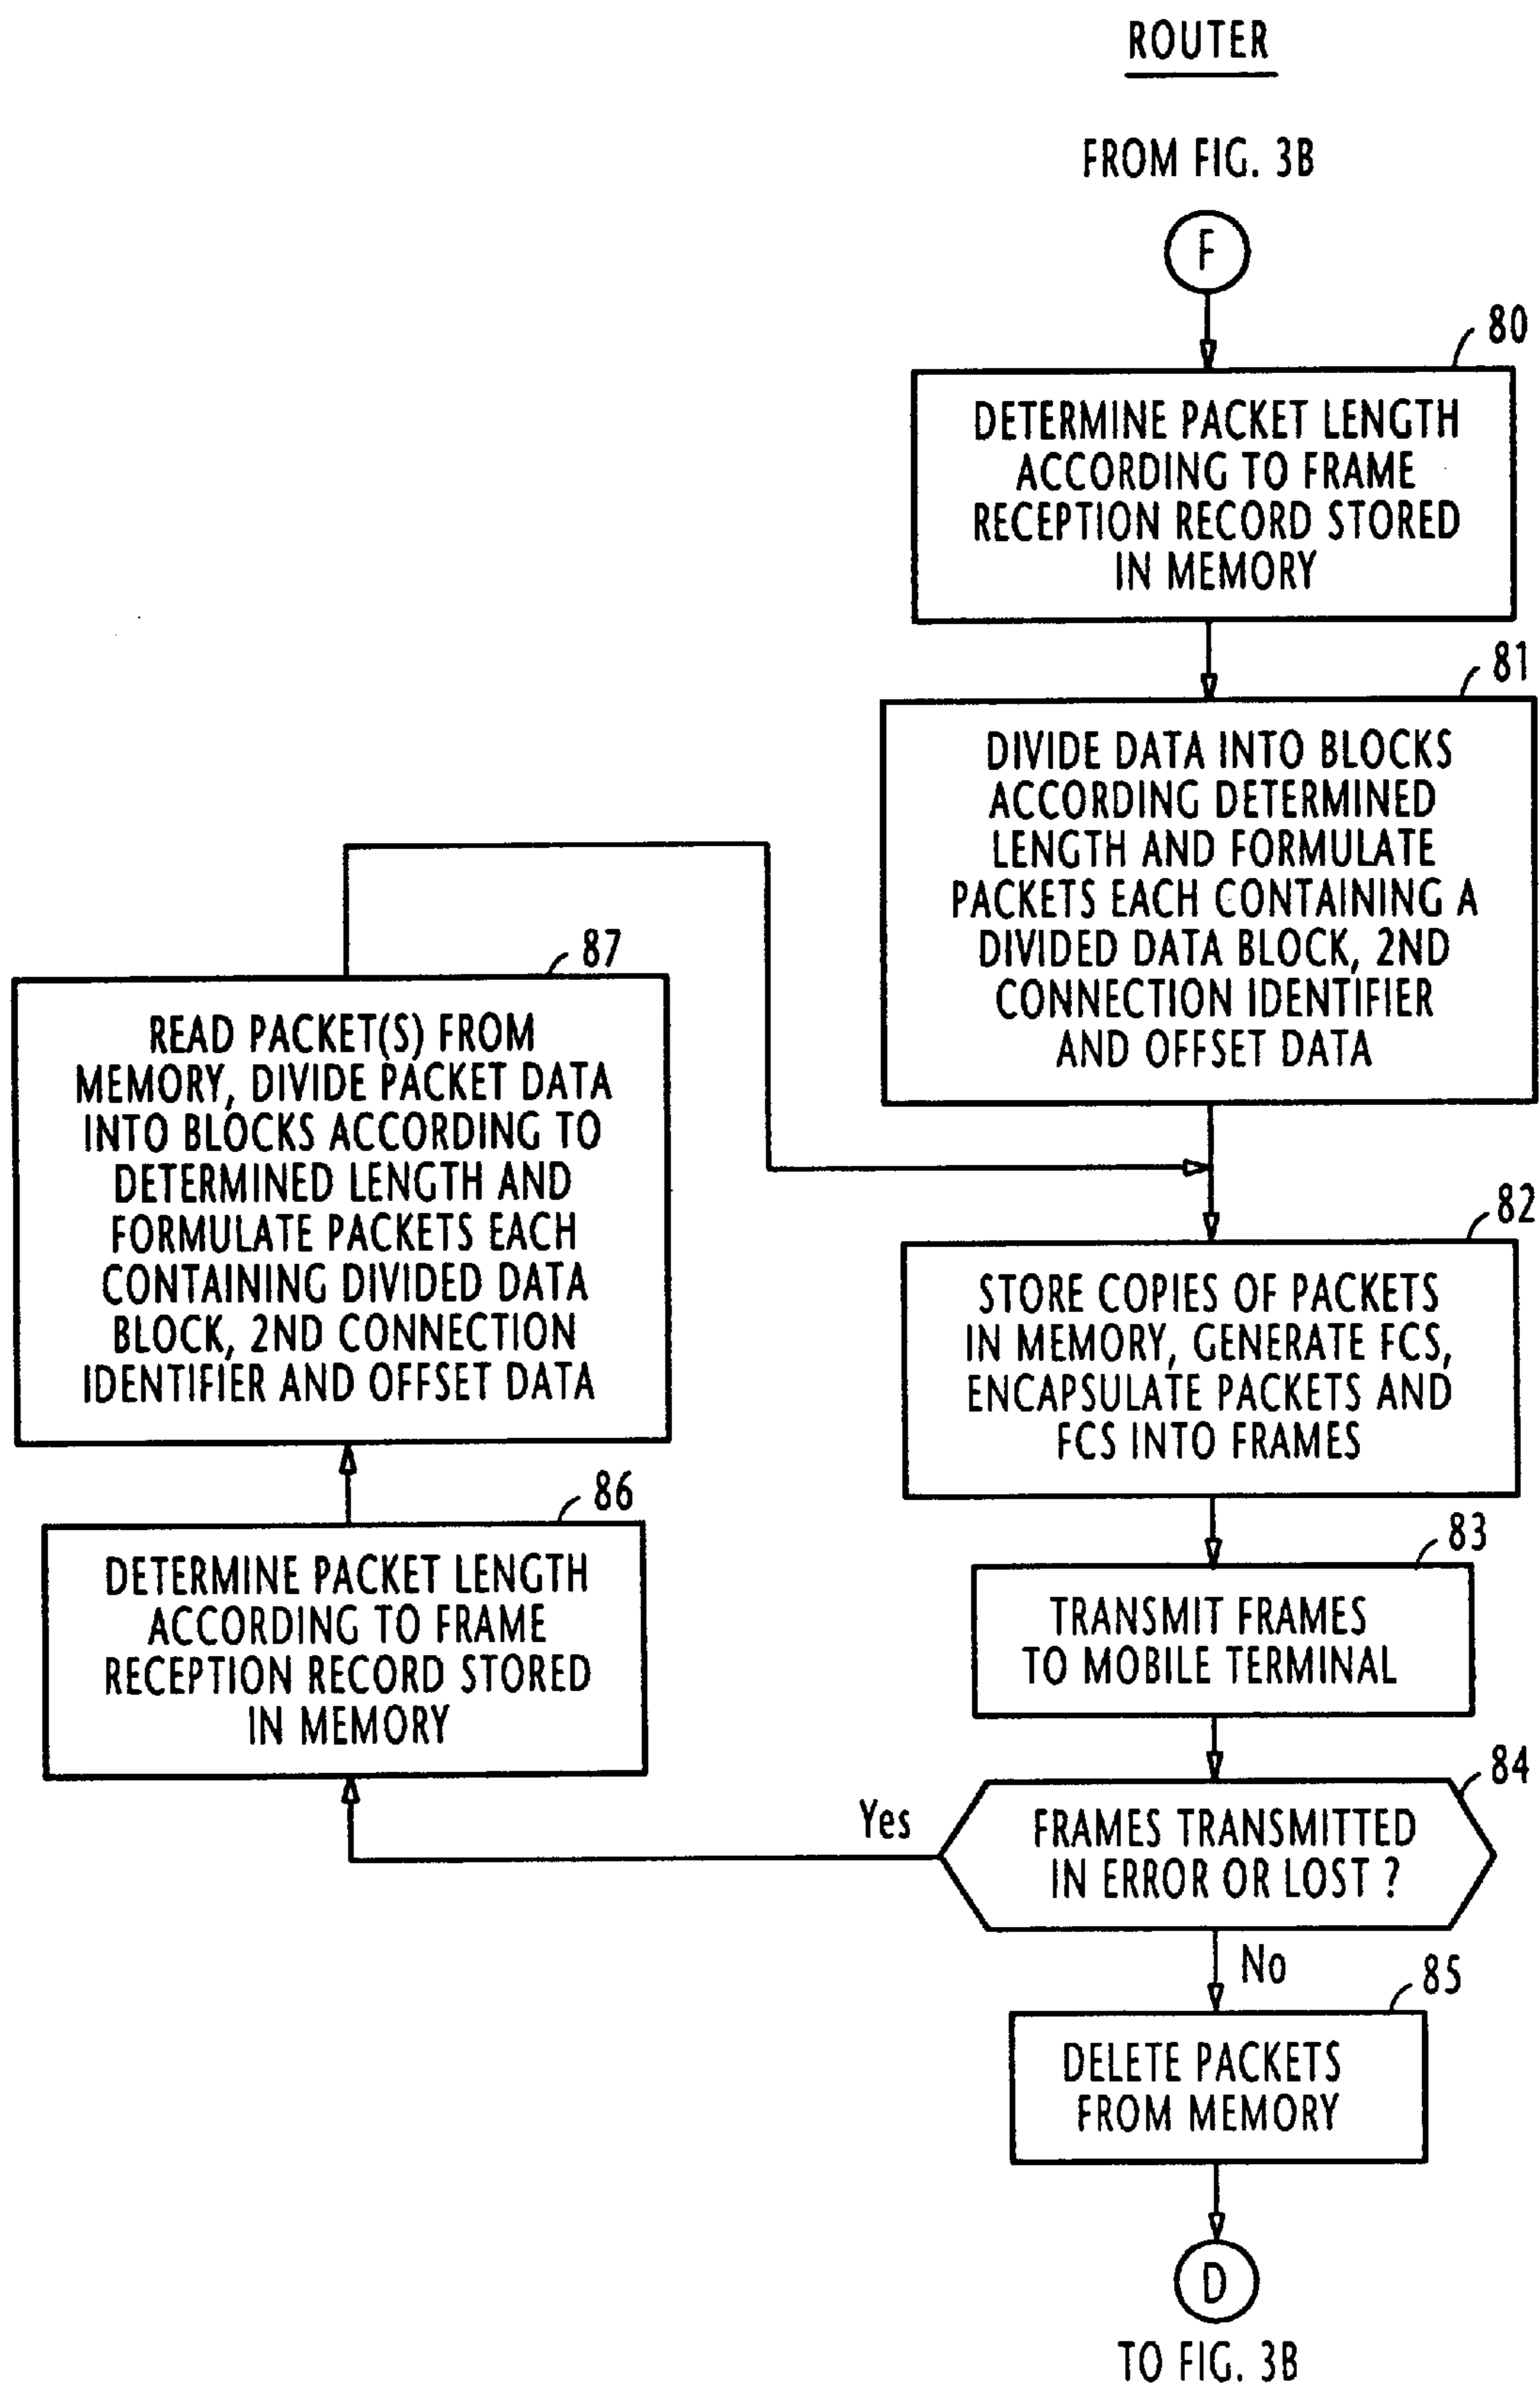 ROUTER
FROM FIG. 3B
F
80
DETERMINE PACKET LENGTH
ACCORDING TO FRAME
RECEPTION RECORD STORED
IN MEMORY
81
DIVIDE DATA INTO BLOCKS
ACCORDING DETERMINED
LENGTH AND FORMULATE
PACKETS EACH CONTAINING A
DIVIDED DATA BLOCK, 2ND
CONNECTION IDENTIFIER
AND OFFSET DATA
87
READ PACKET(S) FROM
MEMORY, DIVIDE PACKET DATA
INTO BLOCKS ACCORDING TO
DETERMINED LENGTH AND
FORMULATE PACKETS EACH
CONTAINING DIVIDED DATA
BLOCK, 2ND CONNECTION
IDENTIFIER AND OFFSET DATA
82
STORE COPIES OF PACKETS
IN MEMORY, GENERATE FCS,
ENCAPSULATE PACKETS AND
FCS INTO FRAMES
86
DETERMINE PACKET LENGTH
ACCORDING TO FRAME
RECEPTION RECORD STORED
IN MEMORY
83
TRANSMIT FRAMES
TO MOBILE TERMINAL
84
Yes
FRAMES TRANSMITTED
IN ERROR OR LOST ?
No
85
DELETE PACKETS
FROM MEMORY
D
TO FIG. 3B